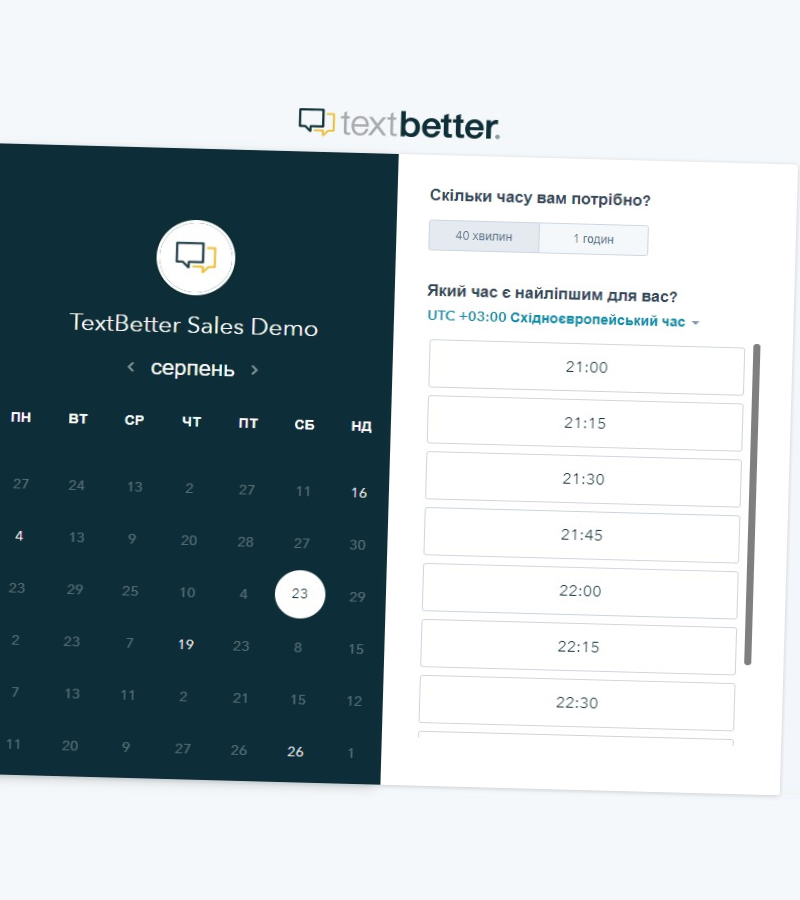 textbetter.
TextBetter Sales Demo
серпень
ПН ВТ СР ЧТ ПТ СБ НД
27 24 13 2 27 11 16
4 13 9 20 28 27 30
23 29 25 10 4 23 29
2 23 7 19 23 8 15
7 13 11 2 21 15 12
11 20 9 27 26 26 1
Скільки часу вам потрібно?
40 хвилин 1 годин
Який час є найліпшим для вас?
UTC +03:00 Східноєвропейський час
21:00
21:15
21:30
21:45
22:00
22:15
22:30